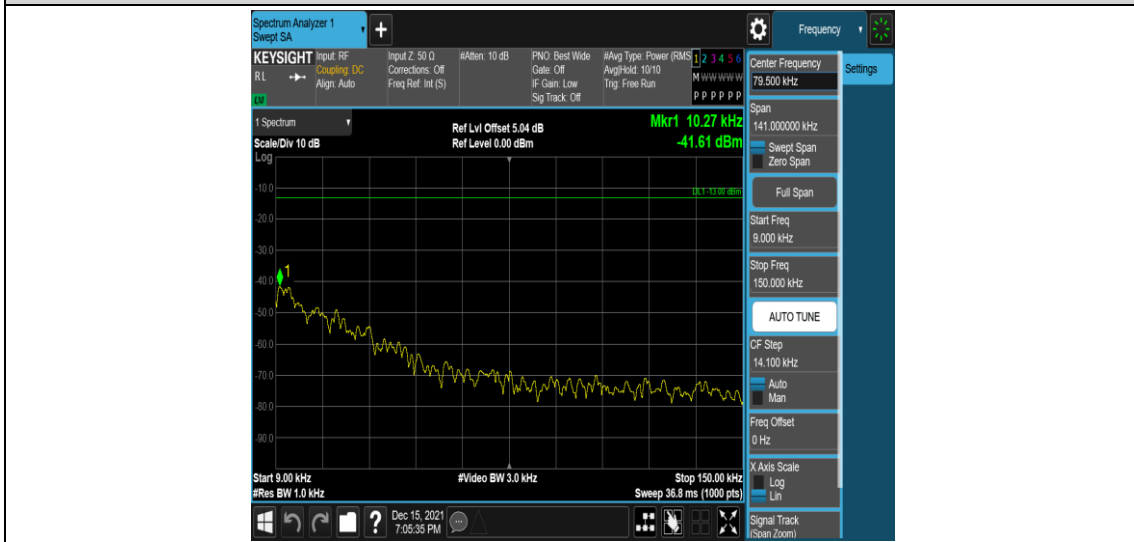 Spectrum Analyzer 1
Swept SA
+
Frequency
KEYSIGHT
RL
Input: RF
Coupling: DC
Align: Auto
Input Z: 50 Ω
Corrections: Off
Freq Ref: Int (S)
#Atten: 10 dB
PNO: Best Wide
Gate: Off
IF Gain: Low
Sig Track: Off
#Avg Type: Power (RMS
Avg|Hold: 10/10
Trig: Free Run
1 2 3 4 5 6
M W W W W W
P P P P P P
1 Spectrum
Scale/Div 10 dB
Log
Ref Lvl Offset 5.04 dB
Ref Level 0.00 dBm
Mkr1 10.27 kHz
-41.61 dBm
DL1 -13.00 dBm
-10.0
-20.0
-30.0
-40.0
1
-50.0
-60.0
-70.0
-80.0
-90.0
Start 9.00 kHz
#Res BW 1.0 kHz
#Video BW 3.0 kHz
Stop 150.00 kHz
Sweep 36.8 ms (1000 pts)
Center Frequency
79.500 kHz
Settings
Span
141.000000 kHz
Swept Span
Zero Span
Full Span
Start Freq
9.000 kHz
Stop Freq
150.000 kHz
AUTO TUNE
CF Step
14.100 kHz
Auto
Man
Freq Offset
0 Hz
X Axis Scale
Log
Lin
Signal Track
(Span Zoom)
?
Dec 15, 2021
7:05:35 PM